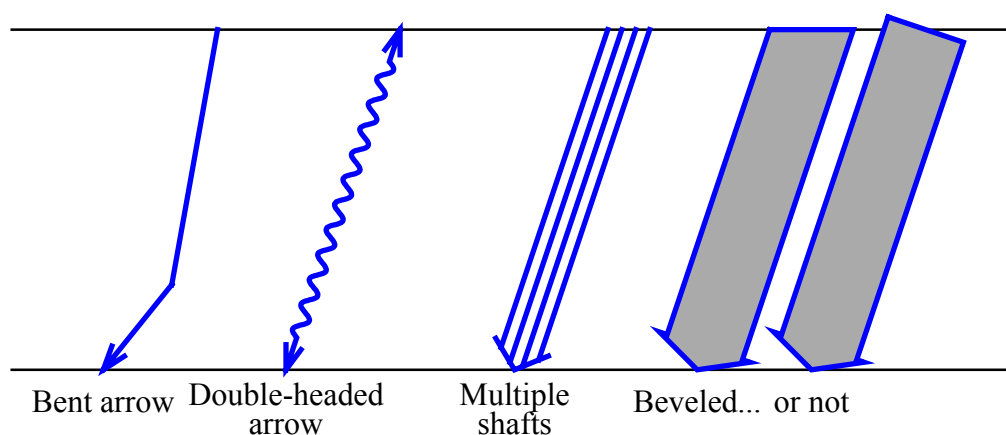 Bent arrow
Double-headed
arrow
Multiple
shafts
Beveled... or not